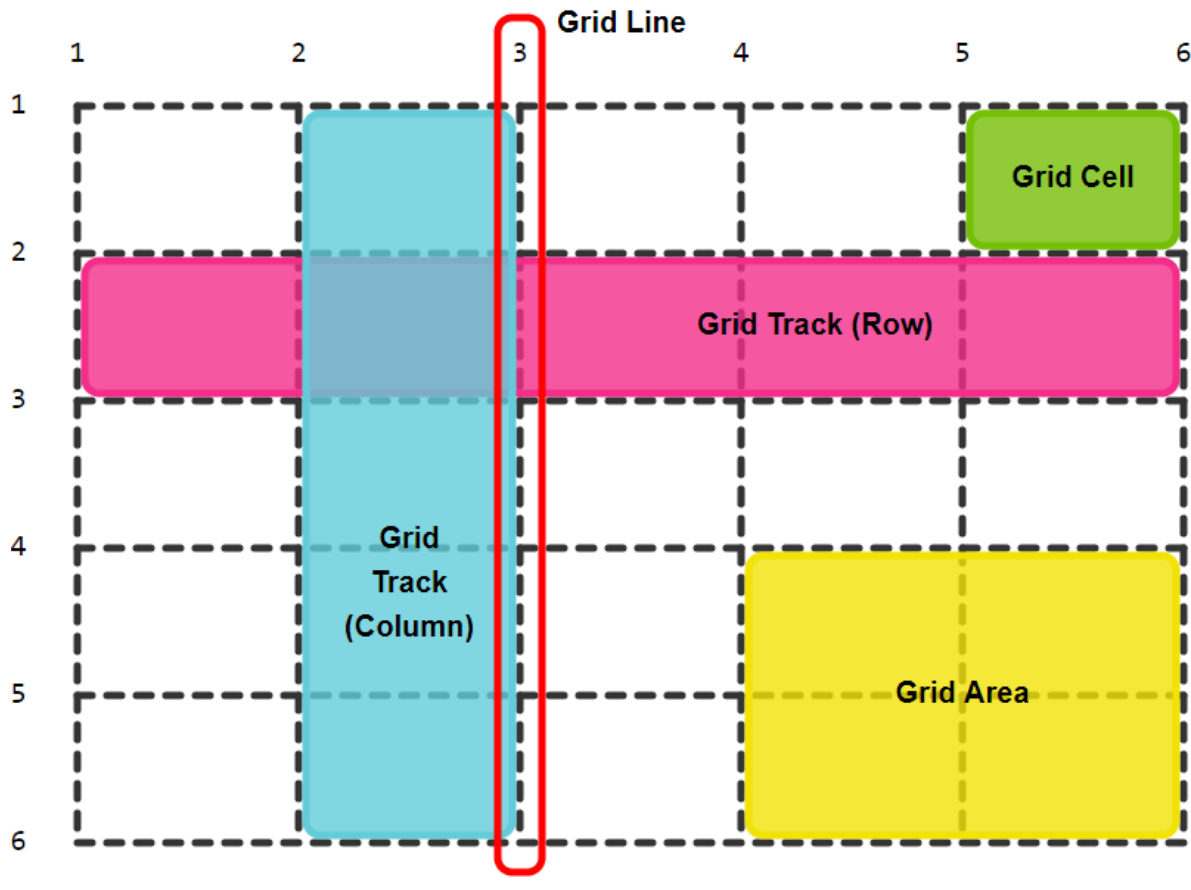 Grid Line
1 2 3 4 5 6
1
Grid Cell
2
Grid Track (Row)
3
4
Grid
Track
(Column)
5
Grid Area
6